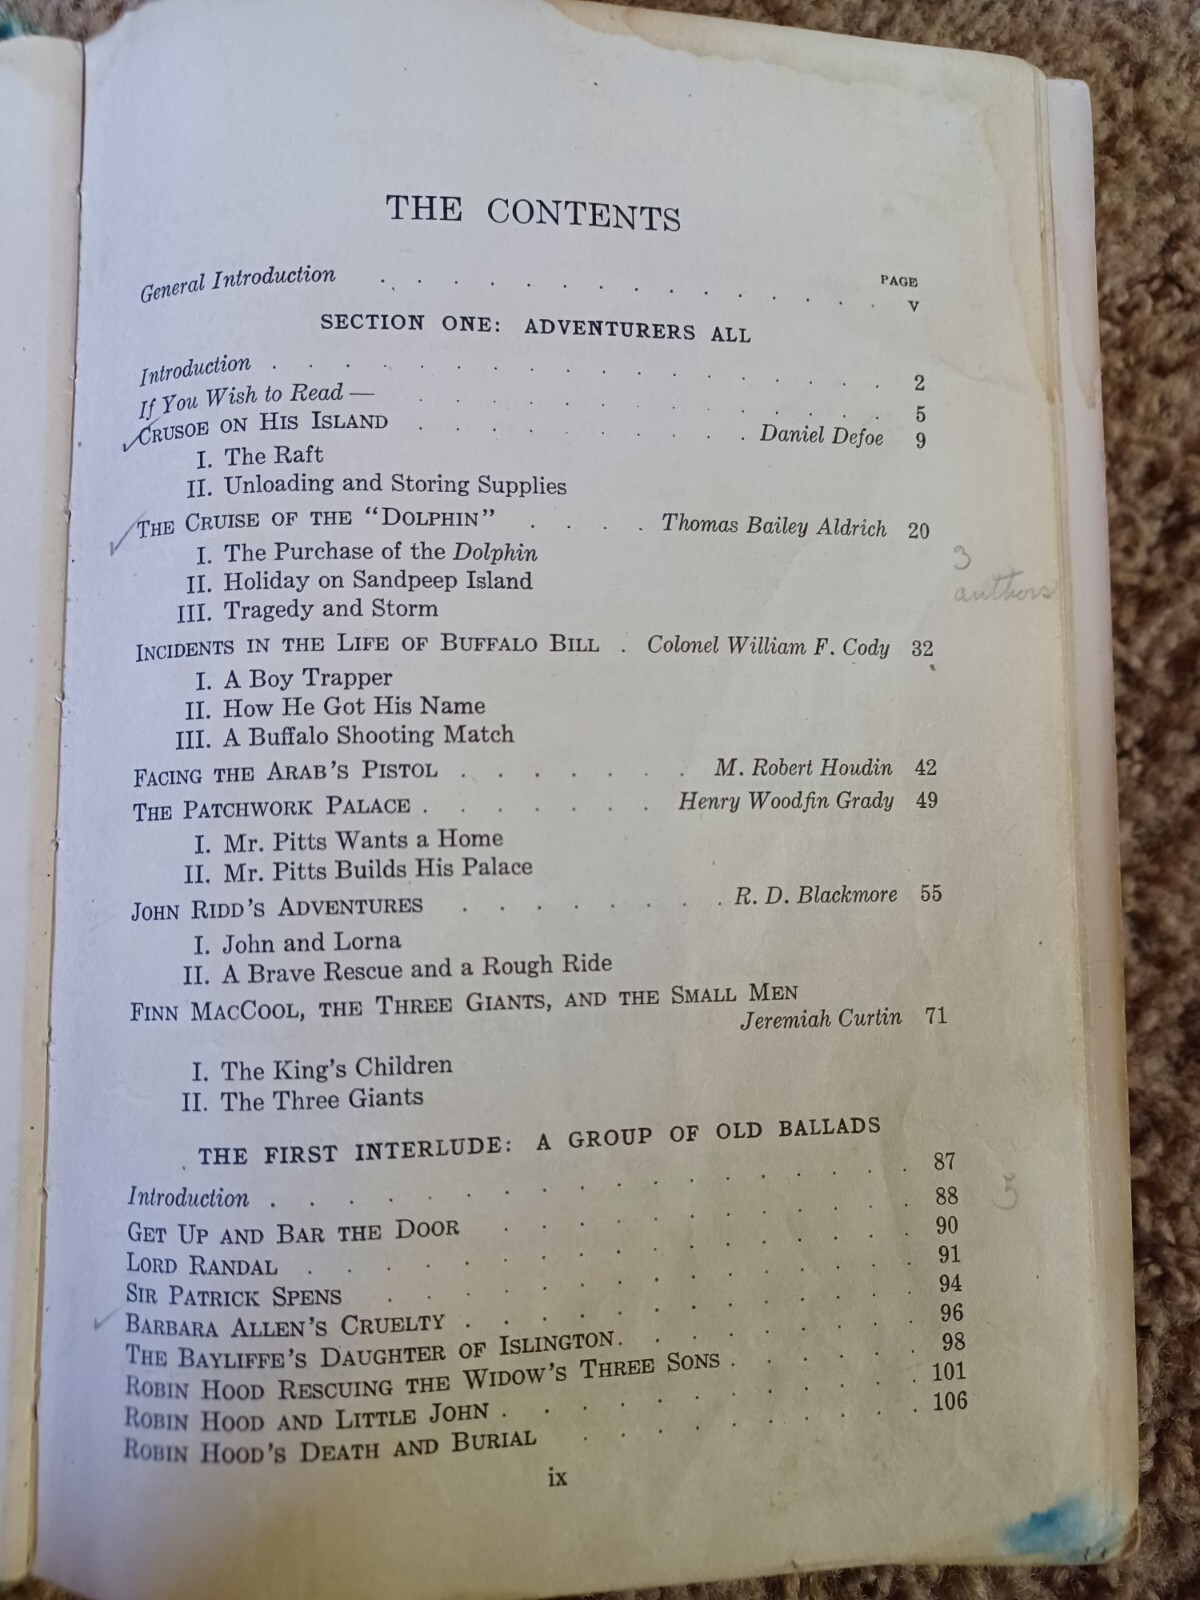 THE CONTENTS
PAGE
General Introduction . . . . . . . . . . . . . . v
SECTION ONE: ADVENTURERS ALL
Introduction . . . . . . . . . . . . . . . . 2
If You Wish to Read — . . . . . . . . . . . . . 5
CRUSOE ON HIS ISLAND . . . . . . . . . . Daniel Defoe 9
I. The Raft
II. Unloading and Storing Supplies
THE CRUISE OF THE "DOLPHIN" . . . . Thomas Bailey Aldrich 20
I. The Purchase of the Dolphin
II. Holiday on Sandpeep Island
III. Tragedy and Storm
3
authors
INCIDENTS IN THE LIFE OF BUFFALO BILL . Colonel William F. Cody 32
I. A Boy Trapper
II. How He Got His Name
III. A Buffalo Shooting Match
FACING THE ARAB'S PISTOL . . . . . . . M. Robert Houdin 42
THE PATCHWORK PALACE . . . . . . . Henry Woodfin Grady 49
I. Mr. Pitts Wants a Home
II. Mr. Pitts Builds His Palace
JOHN RIDD'S ADVENTURES . . . . . . . . R. D. Blackmore 55
I. John and Lorna
II. A Brave Rescue and a Rough Ride
FINN MACCOOL, THE THREE GIANTS, AND THE SMALL MEN
Jeremiah Curtin 71
I. The King's Children
II. The Three Giants
THE FIRST INTERLUDE: A GROUP OF OLD BALLADS
Introduction . . . . . . . . . . . . . . . . . 87
GET UP AND BAR THE DOOR . . . . . . . . . . . 88
5
LORD RANDAL . . . . . . . . . . . . . . . . 90
SIR PATRICK SPENS . . . . . . . . . . . . . . 91
BARBARA ALLEN'S CRUELTY . . . . . . . . . . . . 94
THE BAYLIFFE'S DAUGHTER OF ISLINGTON. . . . . . . . 96
ROBIN HOOD RESCUING THE WIDOW'S THREE SONS . . . . . . 98
ROBIN HOOD AND LITTLE JOHN . . . . . . . . . . . 101
ROBIN HOOD'S DEATH AND BURIAL . . . . . . . . . . 106
ix